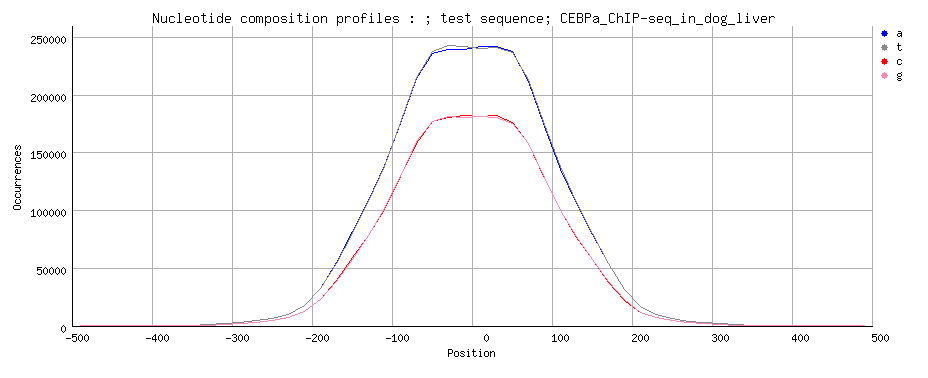 Nucleotide composition profiles : ; test sequence; CEBPa_ChIP-seq_in_dog_liver
a
t
c
g
250000
200000
150000
100000
50000
0
Occurrences
-500 -400 -300 -200 -100 0 100 200 300 400 500
Position